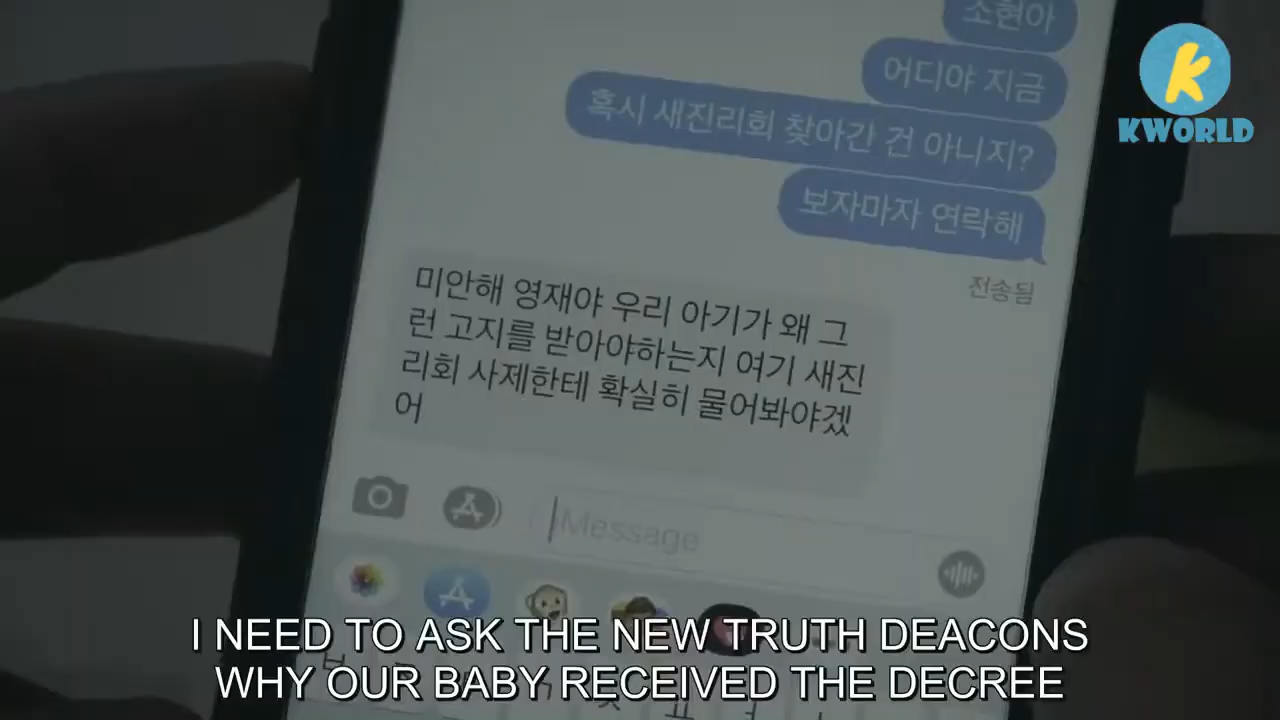 소현아
어디야 지금
혹시 새진리회 찾아간 건 아니지?
보자마자 연락해
전송됨
미안해 영재야 우리 아기가 왜 그
런 고지를 받아야하는지 여기 새진
리회 사제한테 확실히 물어봐야겠
어
Message
K
KWORLD
I NEED TO ASK THE NEW TRUTH DEACONS
WHY OUR BABY RECEIVED THE DECREE